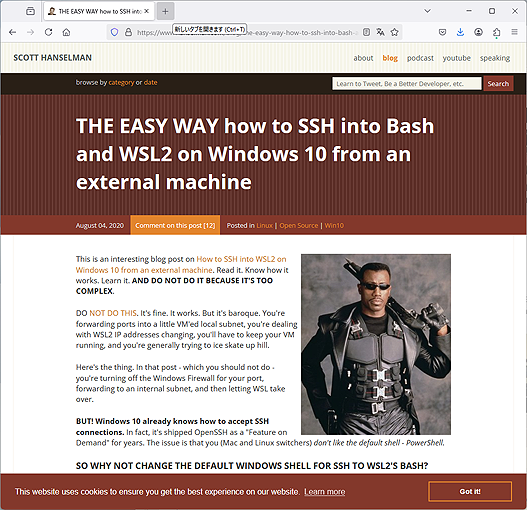 THE EASY WAY how to SSH into
新しいタブを開きます (Ctrl+T)
the-easy-way-how-to-ssh-into-bash
SCOTT HANSELMAN
about blog podcast youtube speaking
browse by category or date
Learn to Tweet, Be a Better Developer, etc. Search
THE EASY WAY how to SSH into Bash
and WSL2 on Windows 10 from an
external machine
August 04, 2020 Comment on this post [12] Posted in Linux | Open Source | Win10
This is an interesting blog post on How to SSH into WSL2 on
Windows 10 from an external machine. Read it. Know how it
works. Learn it. AND DO NOT DO IT BECAUSE IT'S TOO
COMPLEX.
DO NOT DO THIS. It's fine. It works. But it's baroque. You're
forwarding ports into a little VM'ed local subnet, you're dealing
with WSL2 IP addresses changing, you'll have to keep your VM
running, and you're generally trying to ice skate up hill.
Here's the thing. In that post - which you should not do -
you're turning off the Windows Firewall for your port,
forwarding to an internal subnet, and then letting WSL take
over.
BUT! Windows 10 already knows how to accept SSH
connections. In fact, it's shipped OpenSSH as a "Feature on
Demand" for years. The issue is that you (Mac and Linux switchers) don't like the default shell - PowerShell.
SO WHY NOT CHANGE THE DEFAULT WINDOWS SHELL FOR SSH TO WSL2'S BASH?
This website uses cookies to ensure you get the best experience on our website. Learn more Got it!